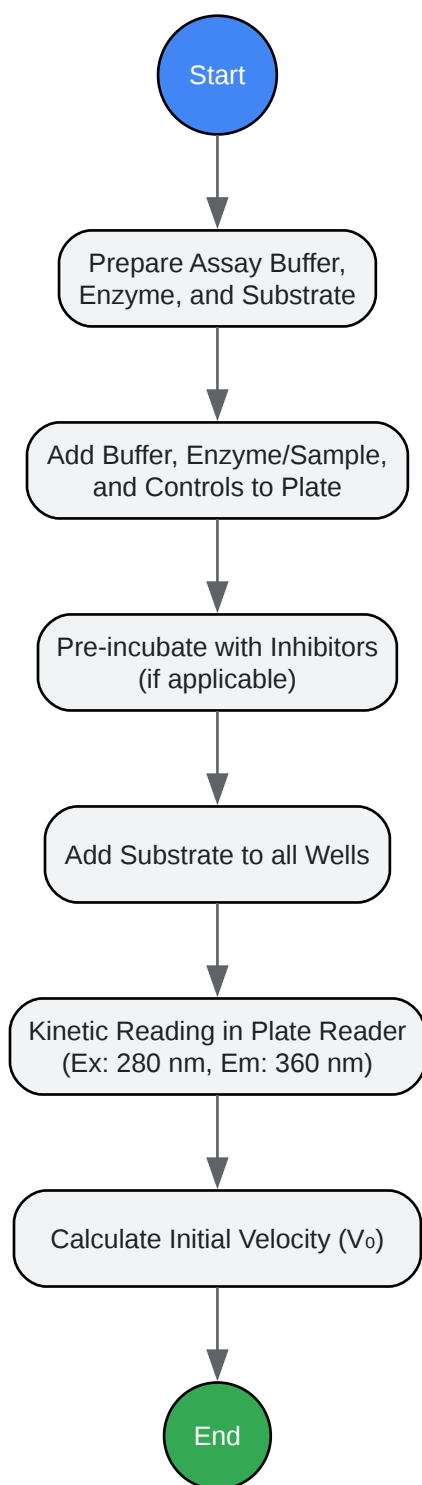 Start
Prepare Assay Buffer,
Enzyme, and Substrate
Add Buffer, Enzyme/Sample,
and Controls to Plate
Pre-incubate with Inhibitors
(if applicable)
Add Substrate to all Wells
Kinetic Reading in Plate Reader
(Ex: 280 nm, Em: 360 nm)
Calculate Initial Velocity (V₀)
End